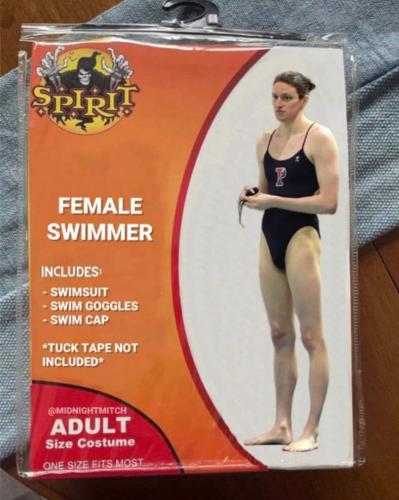 SPIRIT
FEMALE
SWIMMER
INCLUDES:
- SWIMSUIT
- SWIM GOGGLES
- SWIM CAP
*TUCK TAPE NOT
INCLUDED*
P
@MIDNIGHTMITCH
ADULT
Size Costume
ONE SIZE FITS MOST